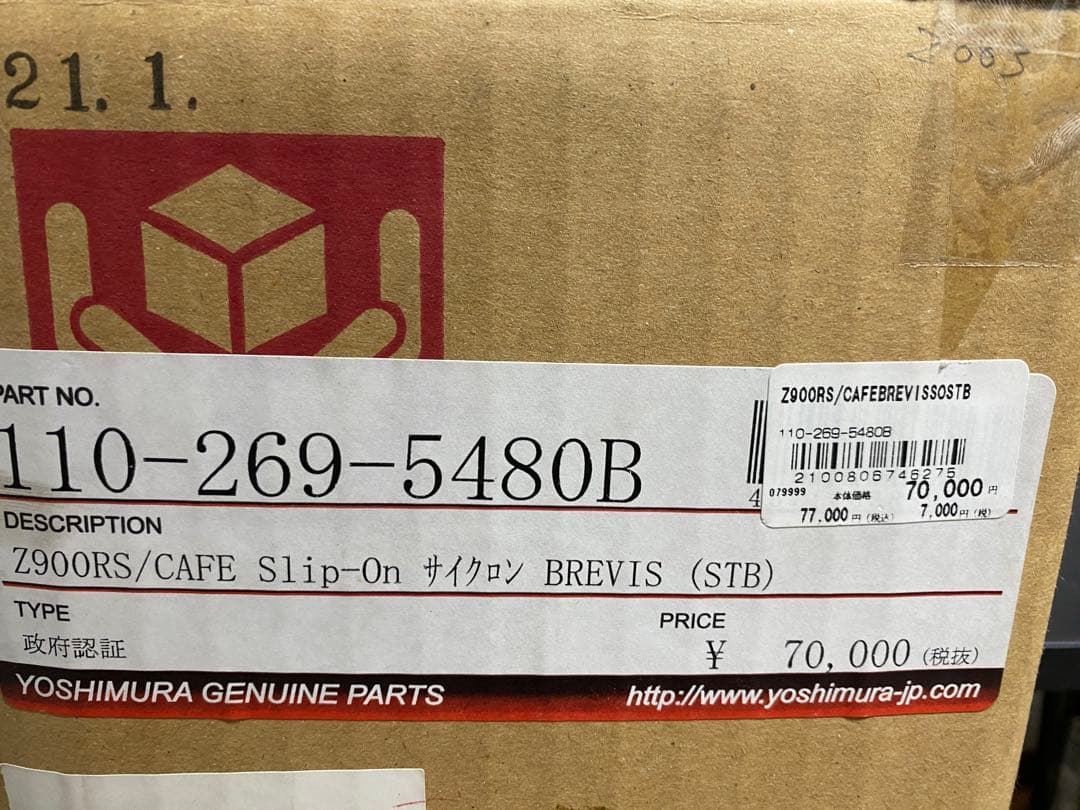 21. 1.
Z003
PART NO.
110-269-5480B
Z900RS/CAFEBREVISSOSTB
110-269-5480B
2100806746275
079999 本体価格 70,000円
77,000円(税込) 7,000円(税)
4
DESCRIPTION
Z900RS/CAFE Slip-On サイクロン BREVIS (STB)
TYPE
政府認証
PRICE
¥ 70,000 (税抜)
YOSHIMURA GENUINE PARTS
http://www.yoshimura-jp.com